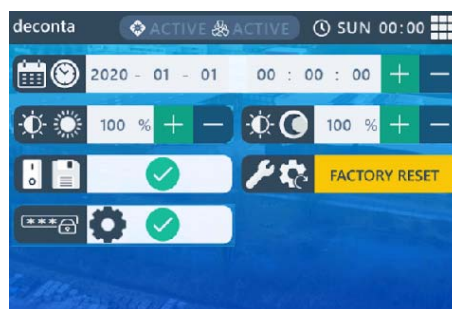 deconta ACTIVE ACTIVE SUN 00:00
2020 - 01 - 01 00 : 00 : 00 + −
100 % + − 100 % + −
FACTORY RESET
***